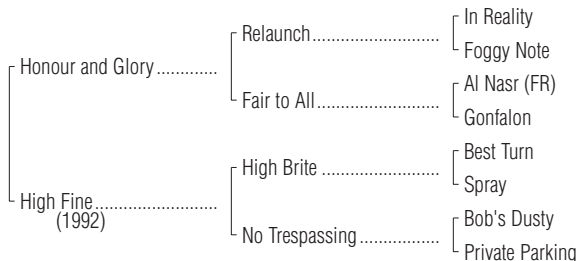 In Reality
Relaunch..................................
Foggy Note
Honour and Glory.............
Al Nasr (FR)
Fair to All................................
Gonfalon
Best Turn
High Brite ...............................
Spray
High Fine................................
(1992)
Bob's Dusty
No Trespassing.....................
Private Parking